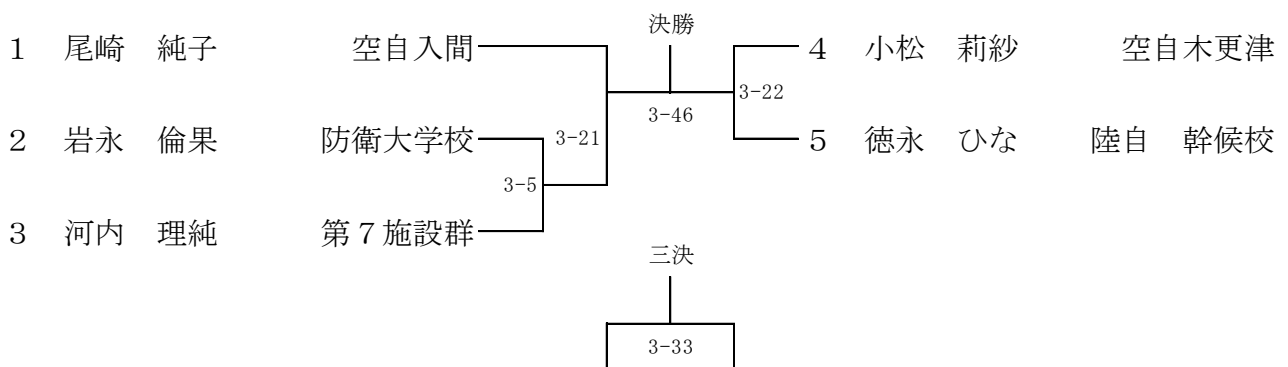 決勝
1 尾崎 純子 空自入間
4 小松 莉紗 空自木更津
3-22
3-46
3-21
2 岩永 倫果 防衛大学校
5 徳永 ひな 陸自 幹候校
3-5
3 河内 理純 第7施設群
三決
3-33